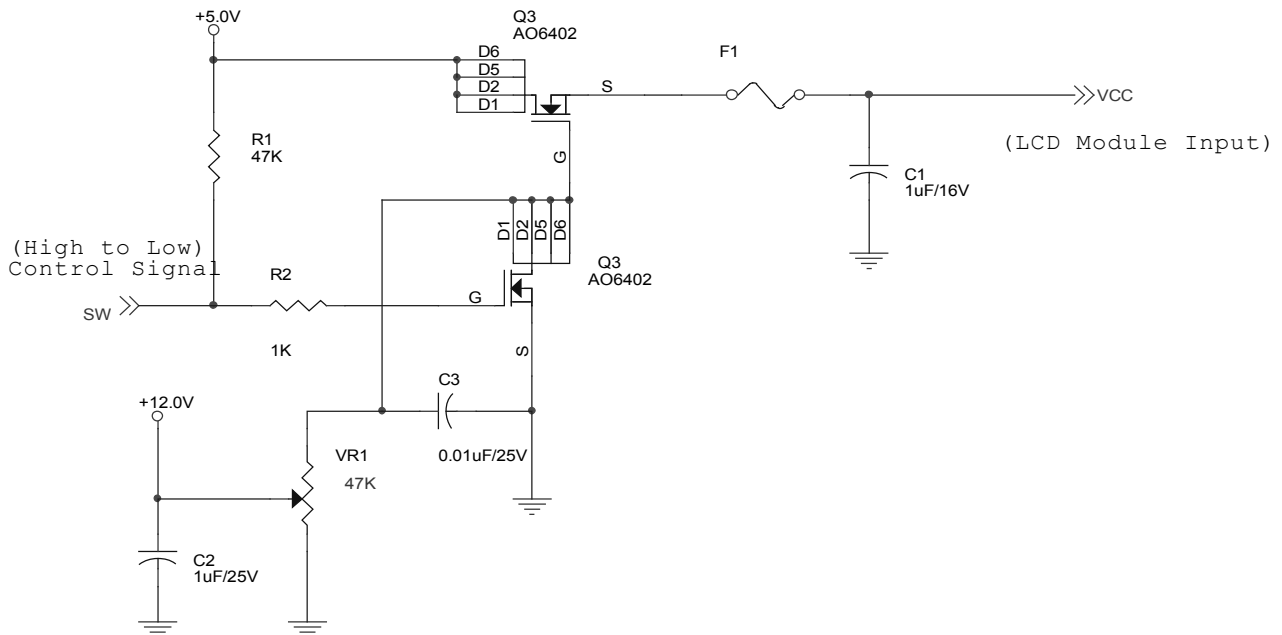 +5.0V
Q3
AO6402
D6
D5
D2
D1
S
F1
VCC
(LCD Module Input)
R1
47K
G
C1
1uF/16V
D1
D2
D5
D6
(High to Low)
Control Signal
Q3
AO6402
R2
G
SW
1K
S
C3
+12.0V
0.01uF/25V
VR1
47K
C2
1uF/25V